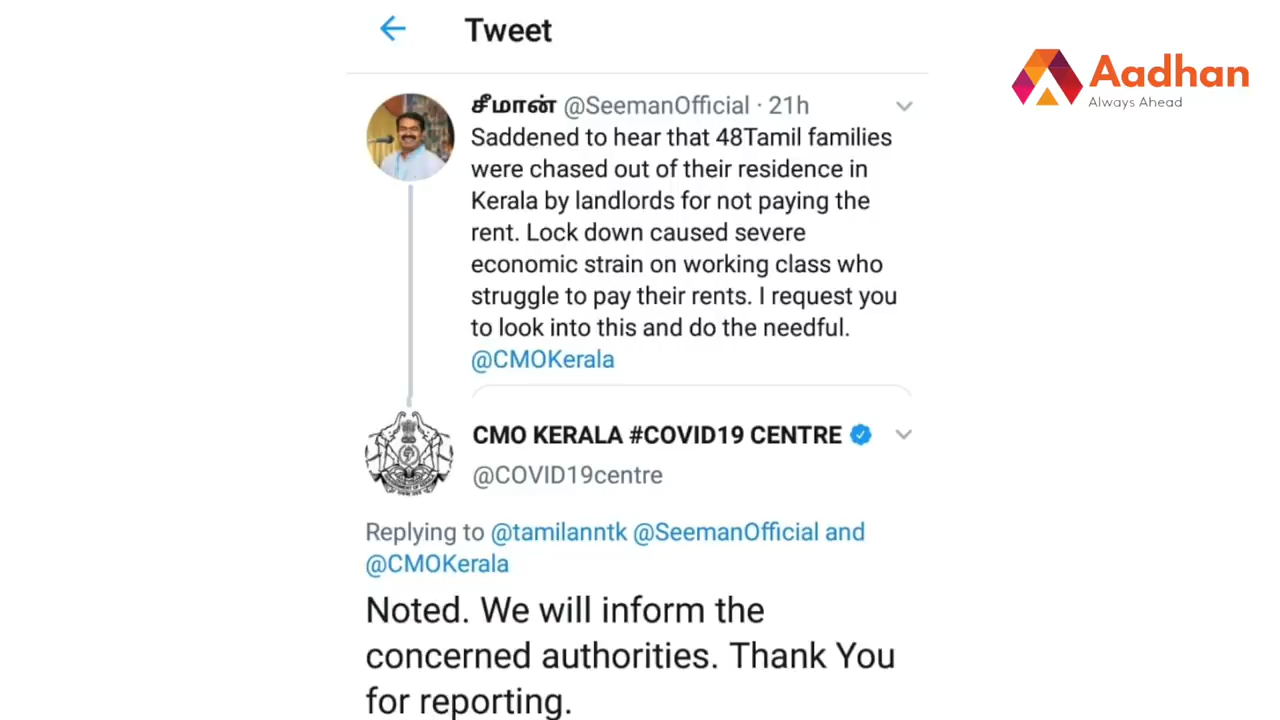 Tweet
Aadhan
Always Ahead
சீமான் @SeemanOfficial · 21h
Saddened to hear that 48Tamil families
were chased out of their residence in
Kerala by landlords for not paying the
rent. Lock down caused severe
economic strain on working class who
struggle to pay their rents. I request you
to look into this and do the needful.
@CMOKerala
CMO KERALA #COVID19 CENTRE
@COVID19centre
Replying to @tamilanntk @SeemanOfficial and
@CMOKerala
Noted. We will inform the
concerned authorities. Thank You
for reporting.